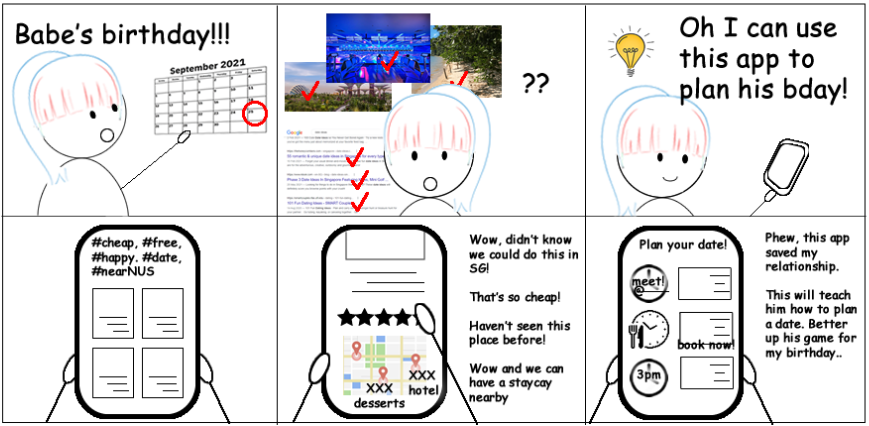 Babe's birthday!!!
September 2021
??
Google
Oh I can use
this app to
plan his bday!
#cheap, #free,
#happy. #date,
#nearNUS
XXX
XXX
hotel
desserts
Wow, didn't know
we could do this in
SG!
That's so cheap!
Haven't seen this
place before!
Wow and we can
have a staycay
nearby
Plan your date!
meet!
book now!
3pm
Phew, this app
saved my
relationship.
This will teach
him how to plan
a date. Better
up his game for
my birthday..